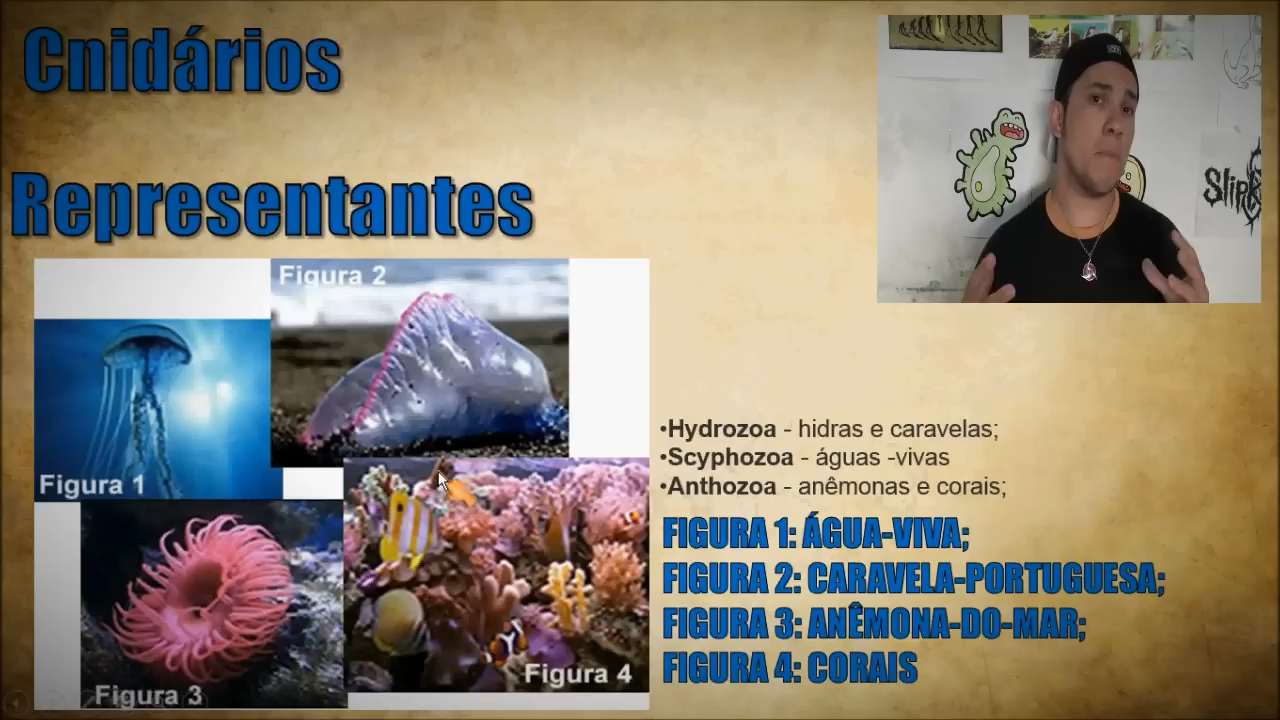 Cnidários
Representantes
Figura 2
Figura 1
Figura 3
Figura 4
•Hydrozoa - hidras e caravelas;
•Scyphozoa - águas -vivas
•Anthozoa - anêmonas e corais;
FIGURA 1: ÁGUA-VIVA;
FIGURA 2: CARAVELA-PORTUGUESA;
FIGURA 3: ANÊMONA-DO-MAR;
FIGURA 4: CORAIS